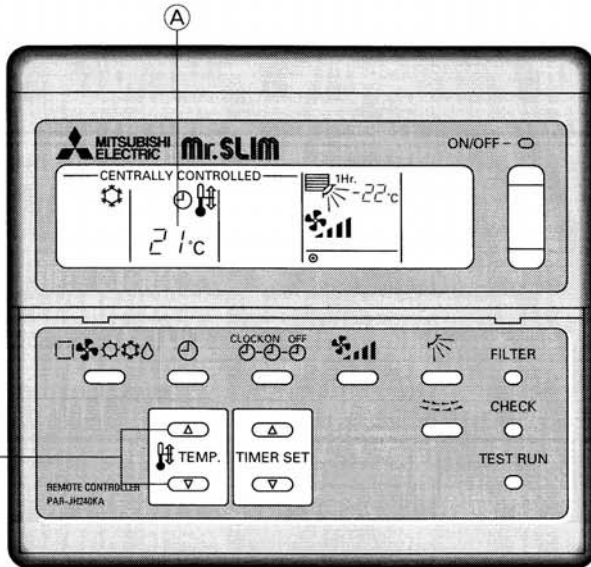 A
MITSUBISHI ELECTRIC Mr.SLIM
ON/OFF
CENTRALLY CONTROLLED
1Hr.
-22°C
21°C
CLOCK ON OFF
FILTER
CHECK
TEMP.
TIMER SET
TEST RUN
REMOTE CONTROLLER
PAR-JH240KA